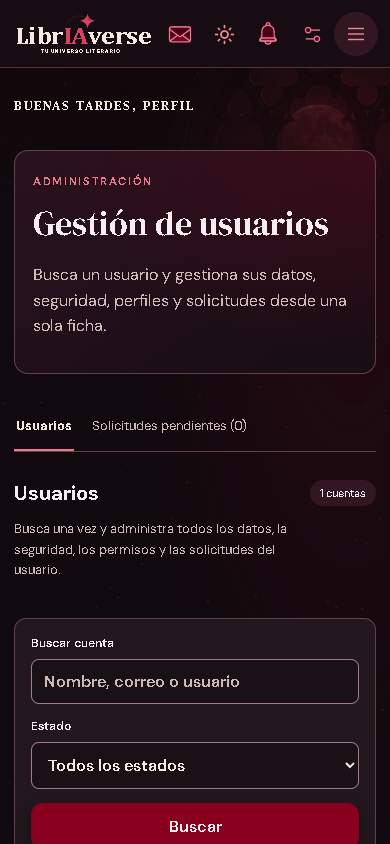 LibrIAverse
TU UNIVERSO LITERARIO
BUENAS TARDES, PERFIL
ADMINISTRACIÓN
Gestión de usuarios
Busca un usuario y gestiona sus datos,
seguridad, perfiles y solicitudes desde una
sola ficha.
Usuarios
Solicitudes pendientes (0)
Usuarios
1 cuentas
Busca una vez y administra todos los datos, la
seguridad, los permisos y las solicitudes del
usuario.
Buscar cuenta
Nombre, correo o usuario
Estado
Todos los estados
Buscar